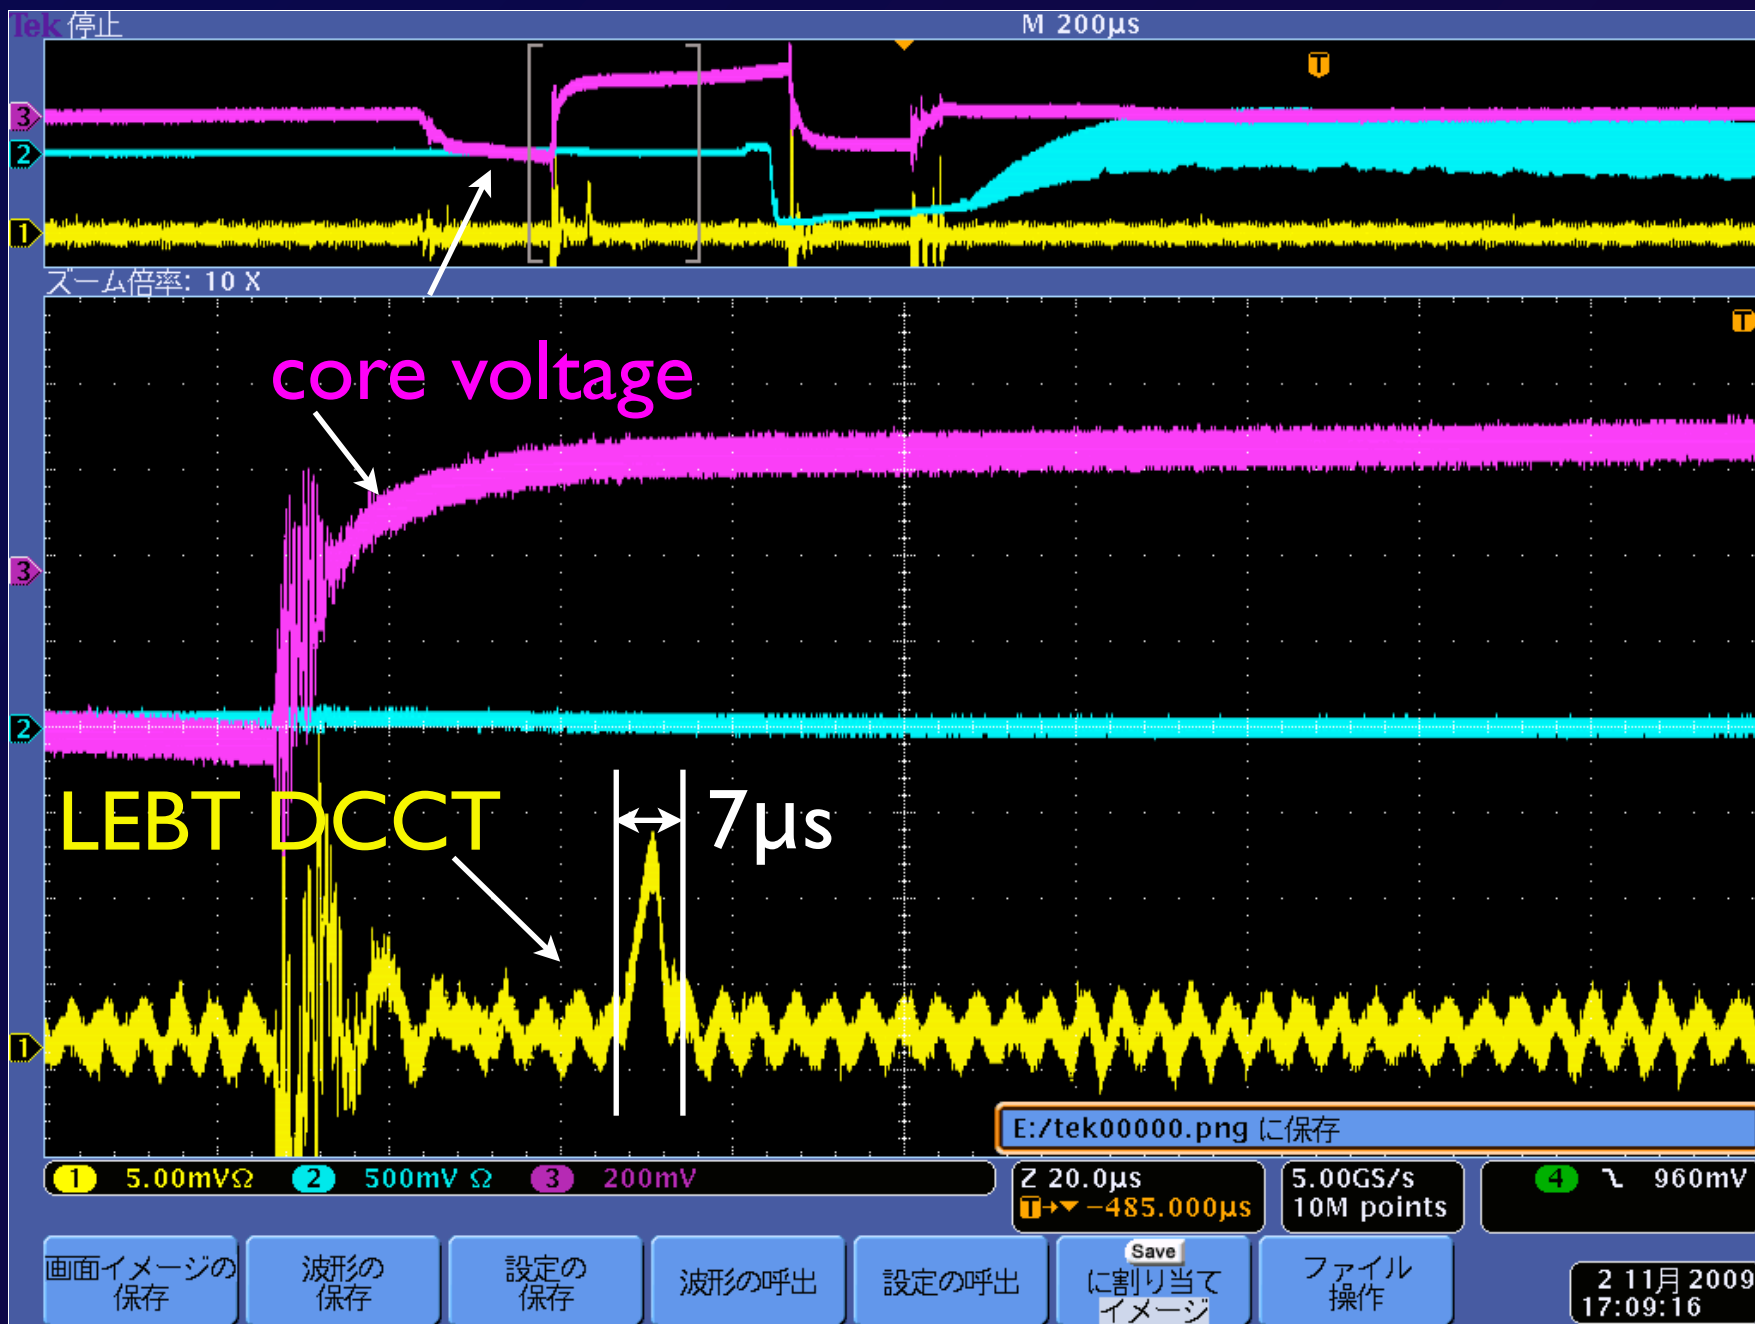 Tek 停止 M 200µs
T
3
2
1
ズーム倍率: 10 X
T
core voltage
3
2
LEBT DCCT 7µs
1
E:/tek00000.png に保存
1 5.00mVΩ 2 500mV Ω 3 200mV
Z 20.0µs
T→▼ −485.000µs
5.00GS/s
10M points
4 960mV
画面イメージの
保存
波形の
保存
設定の
保存
波形の呼出
設定の呼出
Save
に割り当て
イメージ
ファイル
操作
2 11月 2009
17:09:16